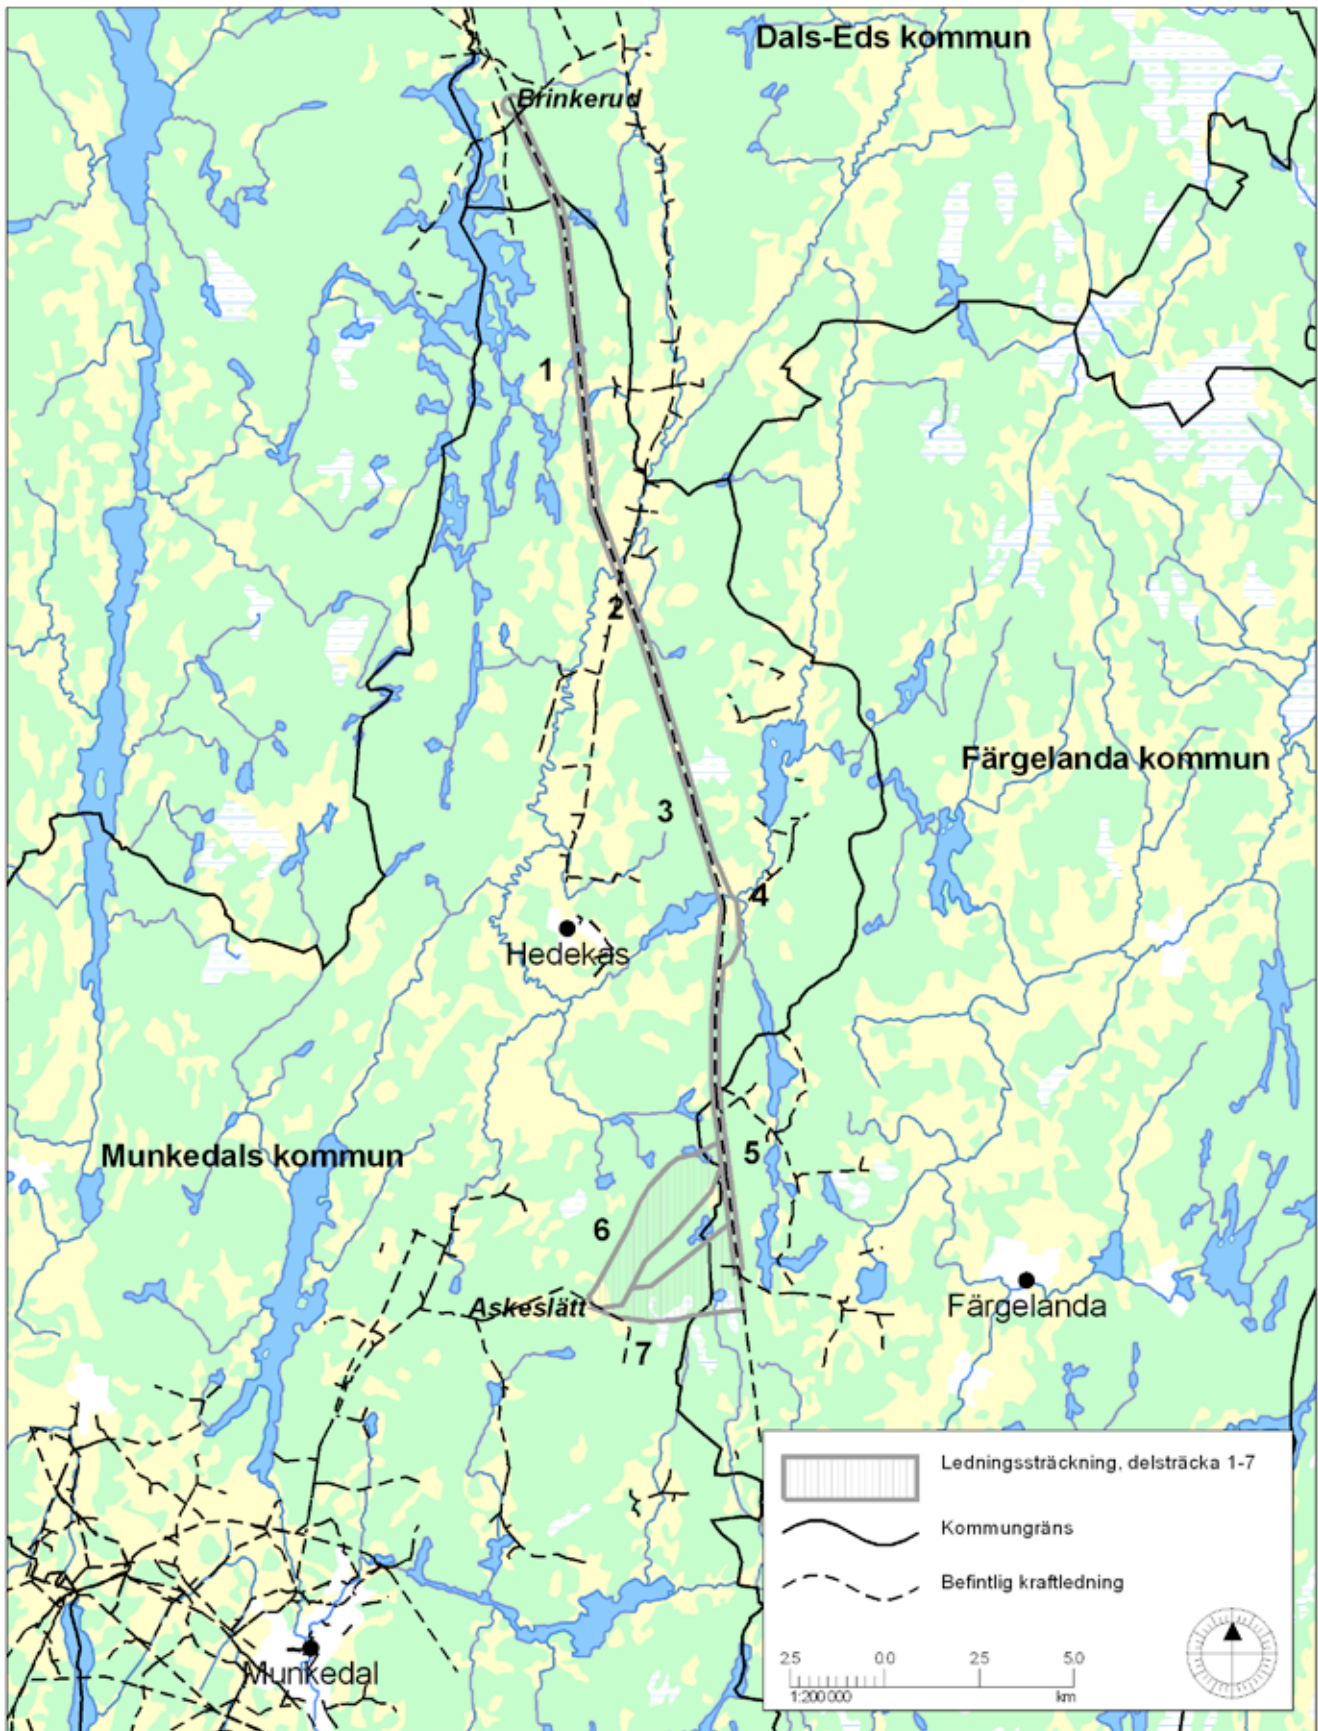 Dals-Eds kommun
Brinkerud
1
2
Färgelanda kommun
3
4
Hedekas
5
Munkedals kommun
6
Färgelanda
Askeslätt
7
Ledningssträckning, delsträcka 1-7
Kommungräns
Befintlig kraftledning
2.5 0.0 2.5 5.0
1:200 000 km
Munkedal